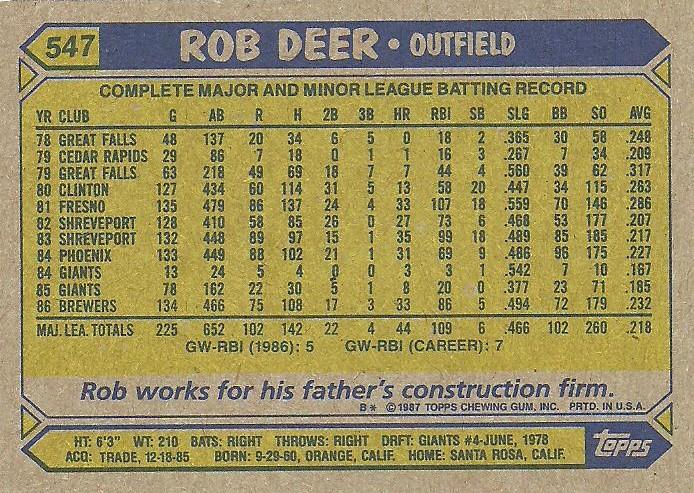 547 ROB DEER • OUTFIELD
COMPLETE MAJOR AND MINOR LEAGUE BATTING RECORD
YR CLUB G AB R H 2B 3B HR RBI SB SLG BB SO AVG
78 GREAT FALLS 48 137 20 34 6 5 0 18 2 .365 30 58 .248
79 CEDAR RAPIDS 29 86 7 18 0 1 1 16 3 .267 7 34 .209
79 GREAT FALLS 63 218 49 69 18 7 7 44 4 .560 39 62 .317
80 CLINTON 127 434 60 114 31 5 13 58 20 .447 34 115 .263
81 FRESNO 135 479 86 137 24 4 33 107 18 .559 70 146 .286
82 SHREVEPORT 128 410 58 85 26 0 27 73 6 .468 53 177 .207
83 SHREVEPORT 132 448 89 97 15 1 35 99 18 .489 85 185 .217
84 PHOENIX 133 449 88 102 21 1 31 69 9 .486 96 175 .227
84 GIANTS 13 24 5 4 0 0 3 3 1 .542 7 10 .167
85 GIANTS 78 162 22 30 5 1 8 20 0 .377 23 71 .185
86 BREWERS 134 466 75 108 17 3 33 86 5 .494 72 179 .232
MAJ. LEA. TOTALS 225 652 102 142 22 4 44 109 6 .466 102 260 .218
GW-RBI (1986): 5 GW-RBI (CAREER): 7
Rob works for his father's construction firm.
B* ©1987 TOPPS CHEWING GUM, INC. PRTD. IN U.S.A.
HT: 6'3" WT: 210 BATS: RIGHT THROWS: RIGHT DRFT: GIANTS #4-JUNE, 1978
ACQ: TRADE, 12-18-85 BORN: 9-29-60, ORANGE, CALIF. HOME: SANTA ROSA, CALIF.
topps